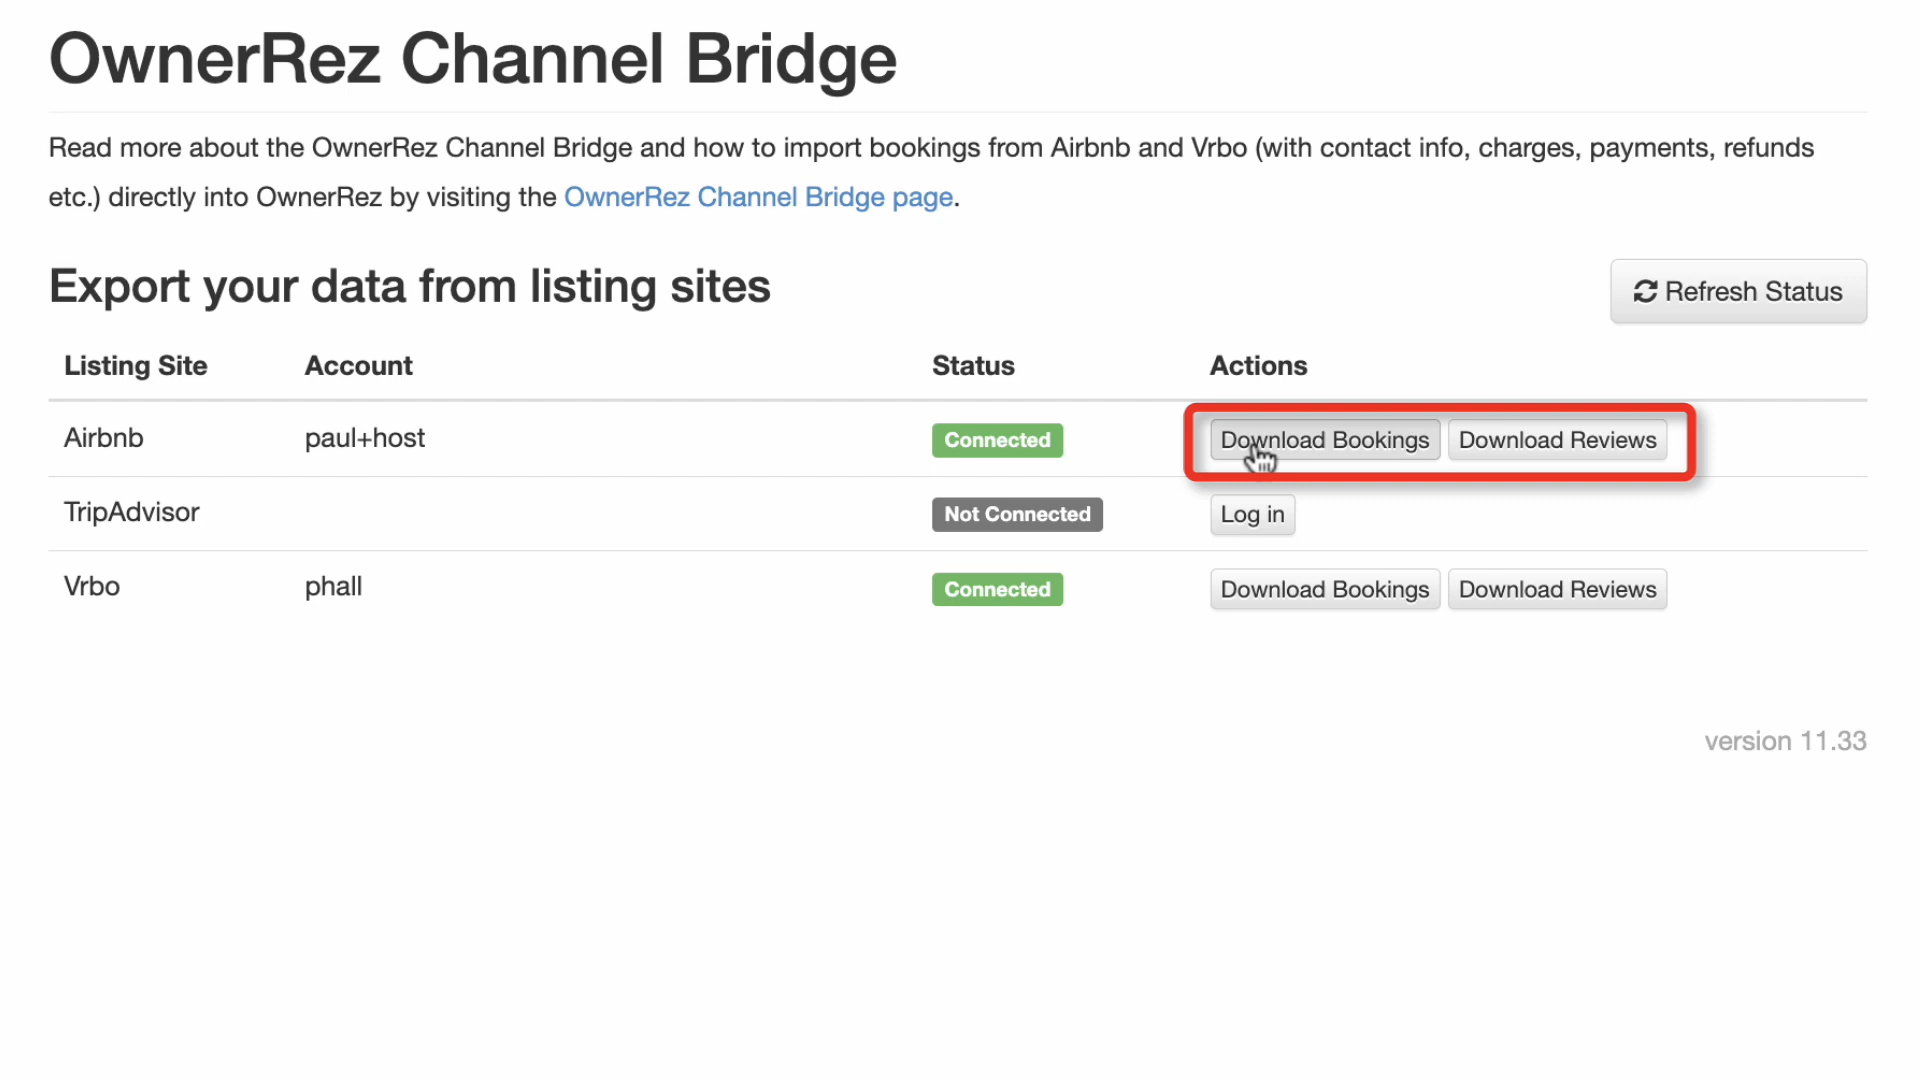 OwnerRez Channel Bridge
Read more about the OwnerRez Channel Bridge and how to import bookings from Airbnb and Vrbo (with contact info, charges, payments, refunds
etc.) directly into OwnerRez by visiting the OwnerRez Channel Bridge page.
Export your data from listing sites
Refresh Status
Listing Site Account Status Actions
Airbnb paul+host Connected Download Bookings Download Reviews
TripAdvisor Not Connected Log in
Vrbo phall Connected Download Bookings Download Reviews
version 11.33